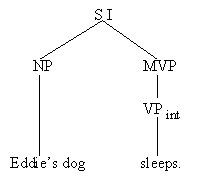 S I
NP MVP
VP int
Eddie's dog sleeps.